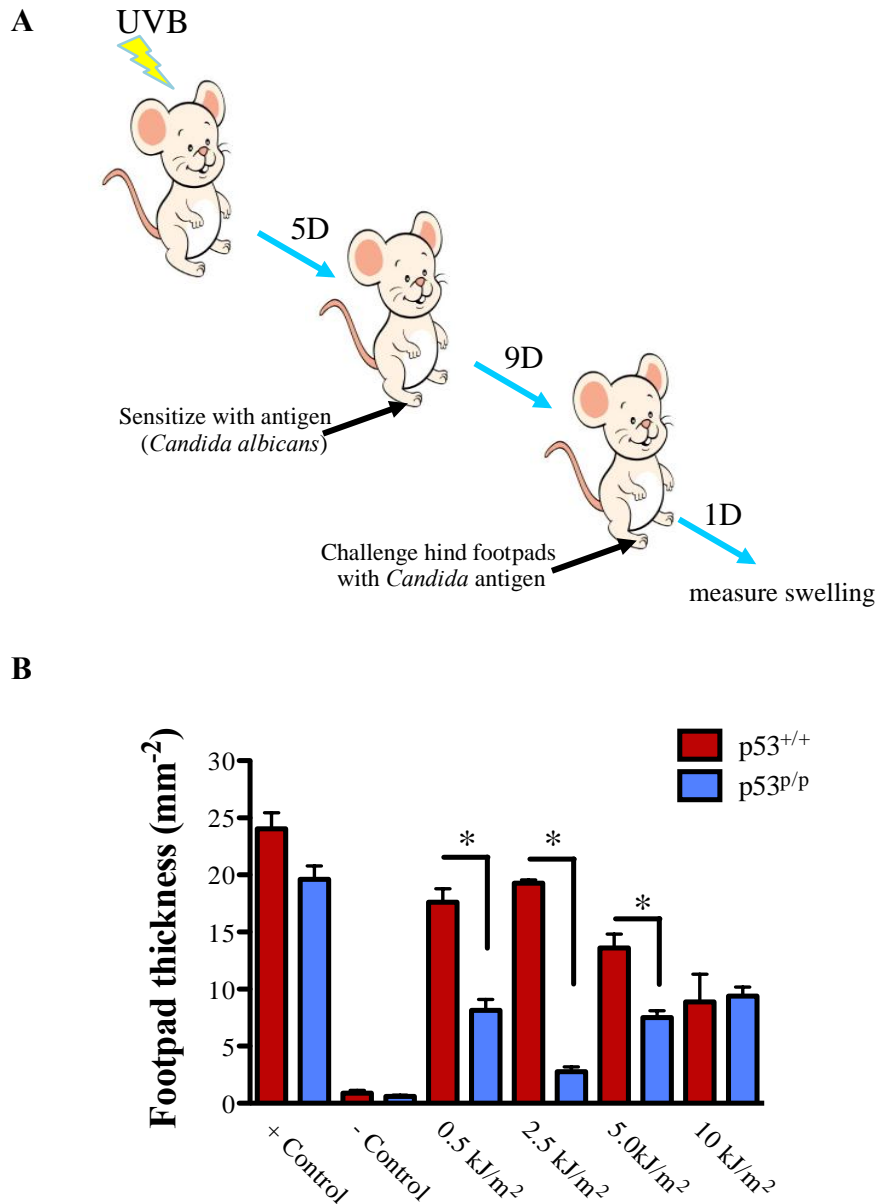 A
UVB
5D
Sensitize with antigen
(Candida albicans)
9D
Challenge hind footpads
with Candida antigen
1D
measure swelling
B
p53+/+
p53p/p
Footpad thickness (mm-2)
30
25
20
15
10
5
0
*
*
*
+ Control
- Control
0.5 kJ/m²
2.5 kJ/m²
5.0kJ/m²
10 kJ/m²